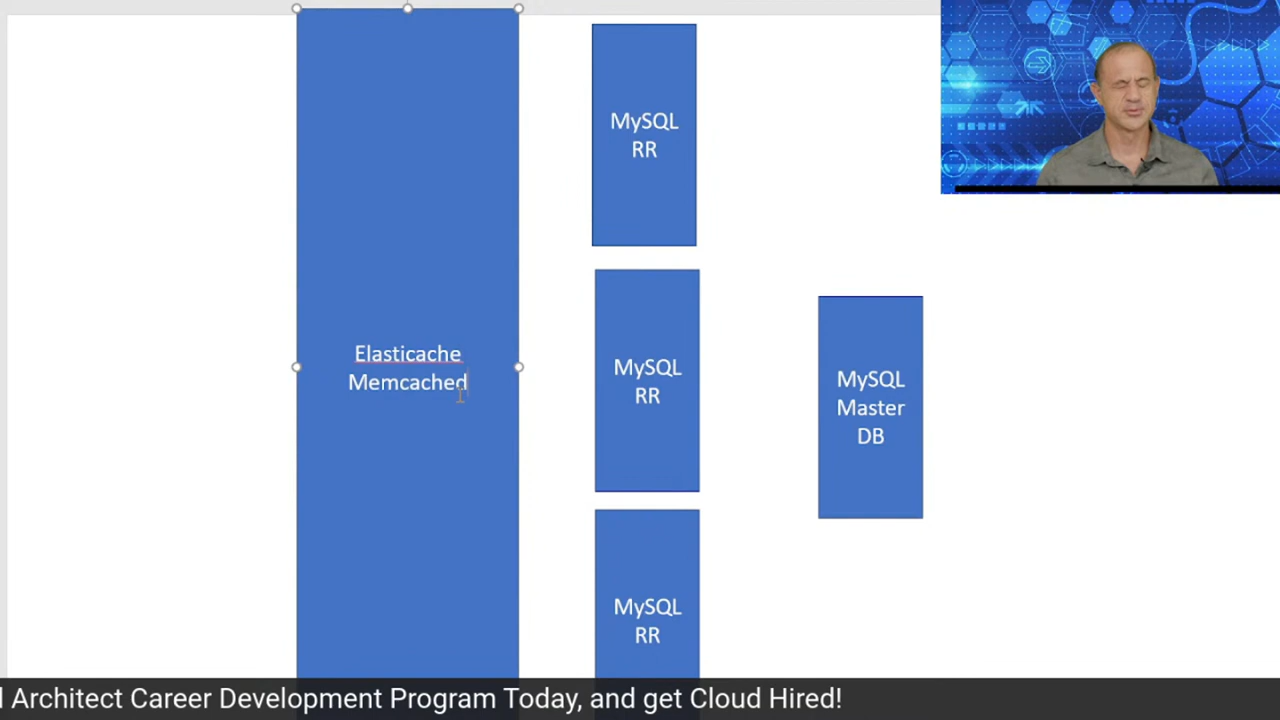 MySQL
RR
Elasticache
Memcached
MySQL
RR
MySQL
Master
DB
MySQL
RR
Architect Career Development Program Today, and get Cloud Hired!